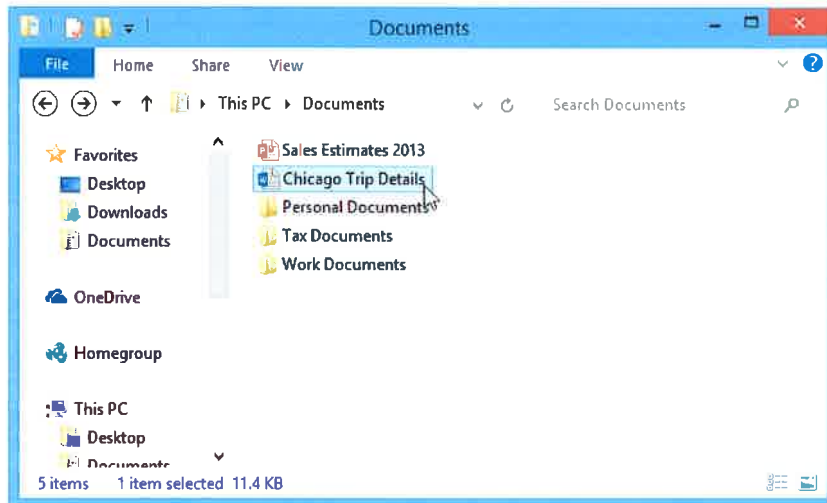 Documents
File Home Share View
This PC Documents Search Documents
Favorites
Desktop
Downloads
Documents
OneDrive
Homegroup
This PC
Desktop
Documents
Sales Estimates 2013
Chicago Trip Details
Personal Documents
Tax Documents
Work Documents
5 items 1 item selected 11.4 KB